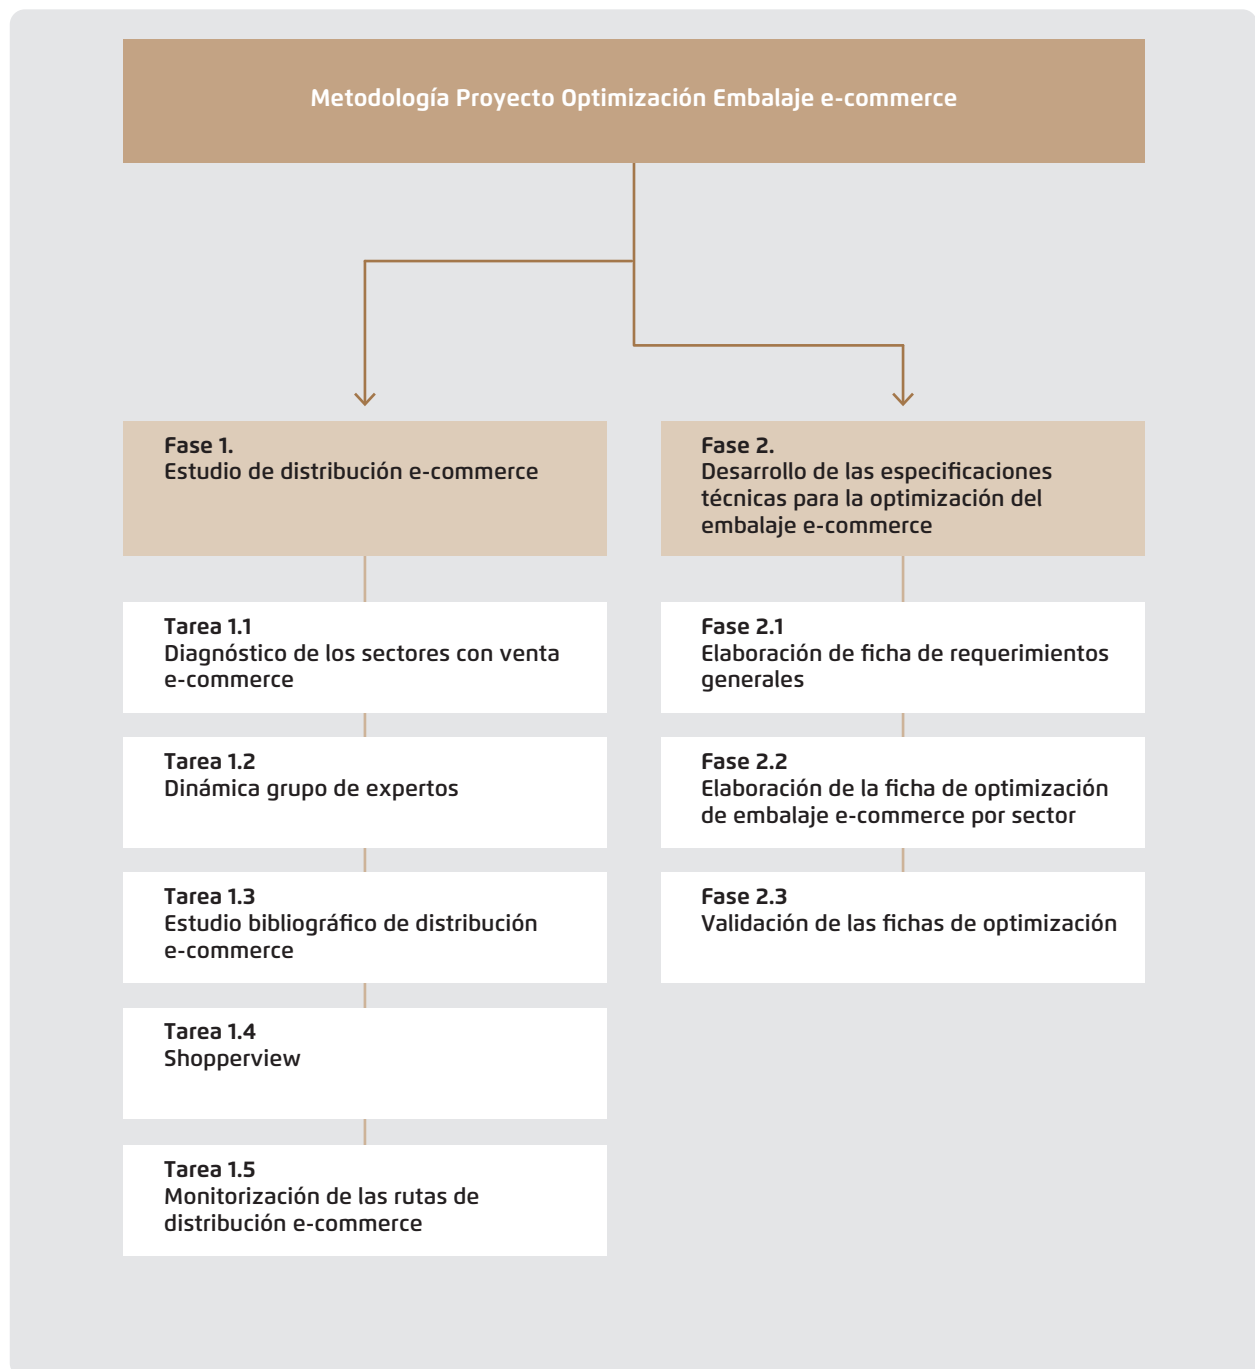 Metodología Proyecto Optimización Embalaje e-commerce
Fase 1.
Estudio de distribución e-commerce
Tarea 1.1
Diagnóstico de los sectores con venta
e-commerce
Tarea 1.2
Dinámica grupo de expertos
Tarea 1.3
Estudio bibliográfico de distribución
e-commerce
Tarea 1.4
Shopperview
Tarea 1.5
Monitorización de las rutas de
distribución e-commerce
Fase 2.
Desarrollo de las especificaciones
técnicas para la optimización del
embalaje e-commerce
Fase 2.1
Elaboración de ficha de requerimientos
generales
Fase 2.2
Elaboración de la ficha de optimización
de embalaje e-commerce por sector
Fase 2.3
Validación de las fichas de optimización